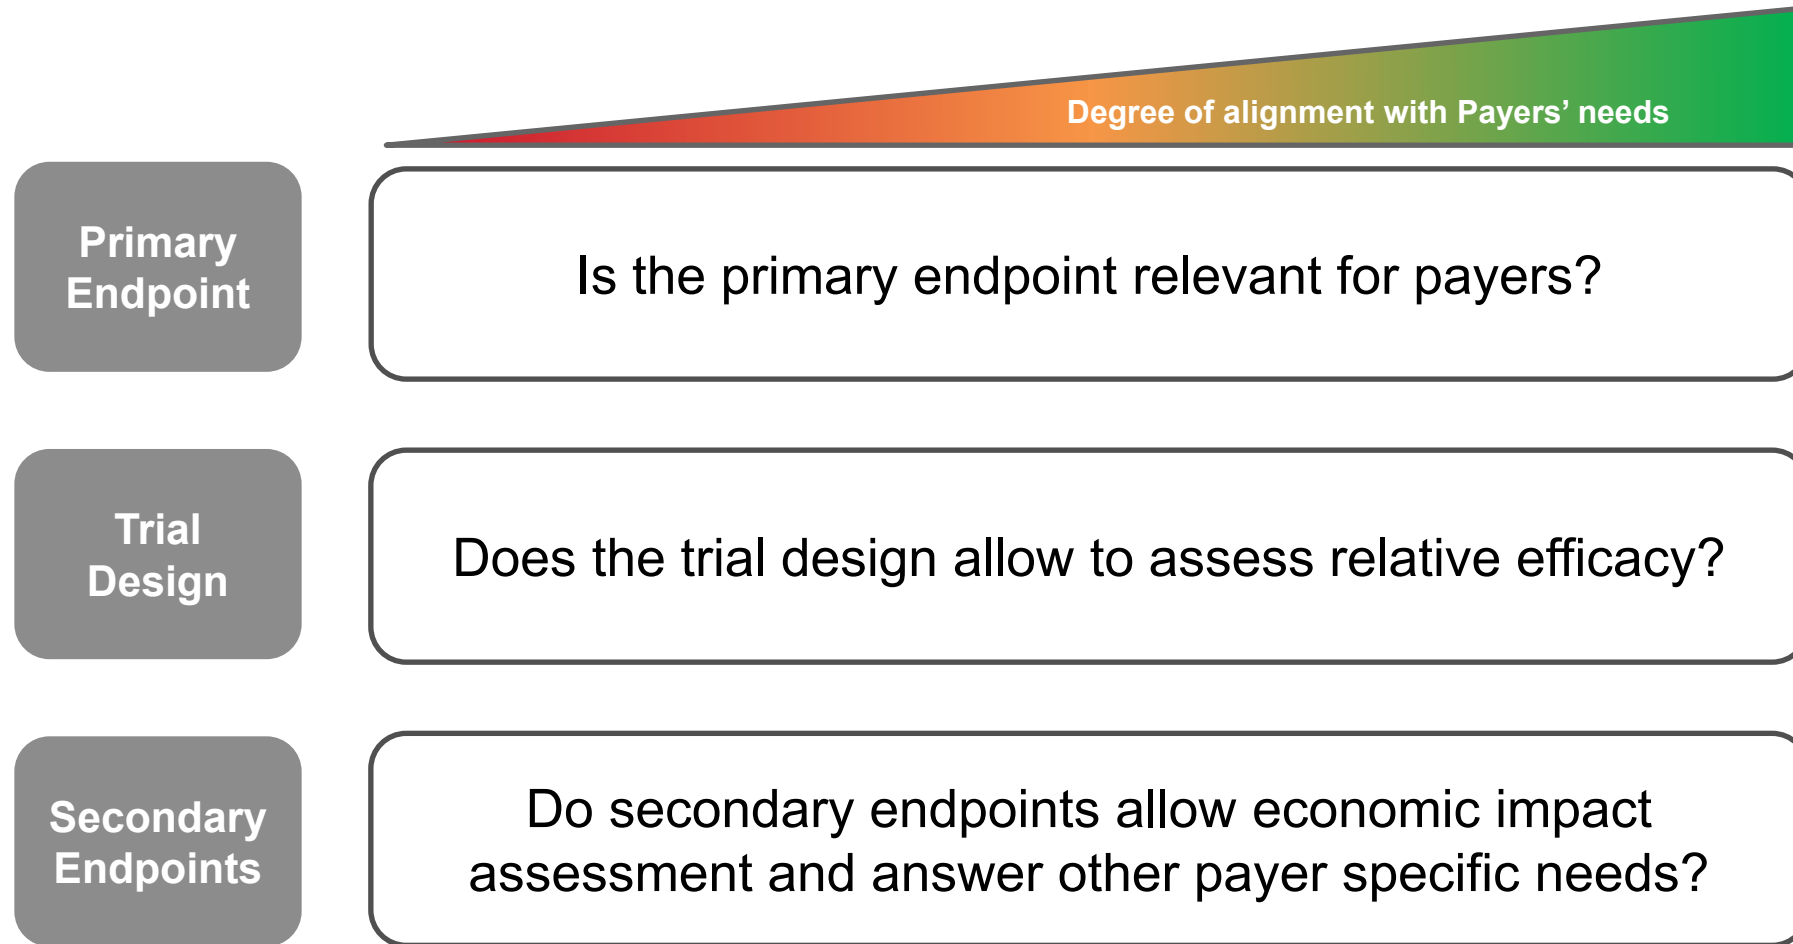 Degree of alignment with Payers’ needs
Primary
Endpoint
Is the primary endpoint relevant for payers?
Trial
Design
Does the trial design allow to assess relative efficacy?
Secondary
Endpoints
Do secondary endpoints allow economic impact
assessment and answer other payer specific needs?